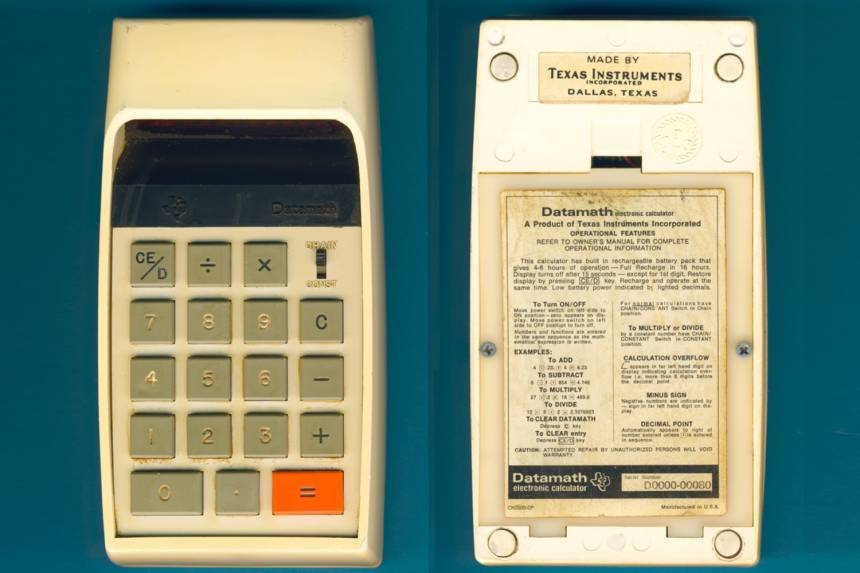 Datamath
CHAIN
CE/D ÷ ×
CONST
7 8 9 C
4 5 6 −
1 2 3 +
0 . =
MADE BY
TEXAS INSTRUMENTS
INCORPORATED
DALLAS, TEXAS
Datamath electronic calculator
A Product of Texas Instruments Incorporated
OPERATIONAL FEATURES
REFER TO OWNER'S MANUAL FOR COMPLETE
OPERATIONAL INFORMATION
This calculator has built in rechargeable battery pack that
gives 4-6 hours of operation — Full Recharge in 16 hours.
Display turns off after 15 seconds — except for 1st digit. Restore
display by pressing CE/D key. Recharge and operate at the
same time. Low battery power indicated by lighted decimals.
To Turn ON/OFF
Move power switch on left side to
ON position – zero appears on dis-
play. Move power switch on left
side to OFF position to turn off.
Numbers and functions are entered
in the same sequence as the math-
ematical expression is written.
EXAMPLES:
To ADD
To SUBTRACT
To MULTIPLY
To DIVIDE
To CLEAR DATAMATH
Depress C key
To CLEAR entry
Depress CE/D key
For normal calculations have
CHAIN/CONSTANT Switch in Chain
position.
To MULTIPLY or DIVIDE
by a constant number have CHAIN/
CONSTANT Switch in CONSTANT
position.
CALCULATION OVERFLOW
appears in far left hand digit on
display indicating calculation over-
flow i.e. more than 8 digits before
the decimal point.
MINUS SIGN
Negative numbers are indicated by
— sign in far left hand digit on dis-
play.
DECIMAL POINT
Automatically appears to right of
number entered unless is entered
in sequence.
CAUTION: ATTEMPTED REPAIR BY UNAUTHORIZED PERSONS WILL VOID
WARRANTY.
Datamath
electronic calculator
Serial Number
D0000-00080
Manufactured in U.S.A.